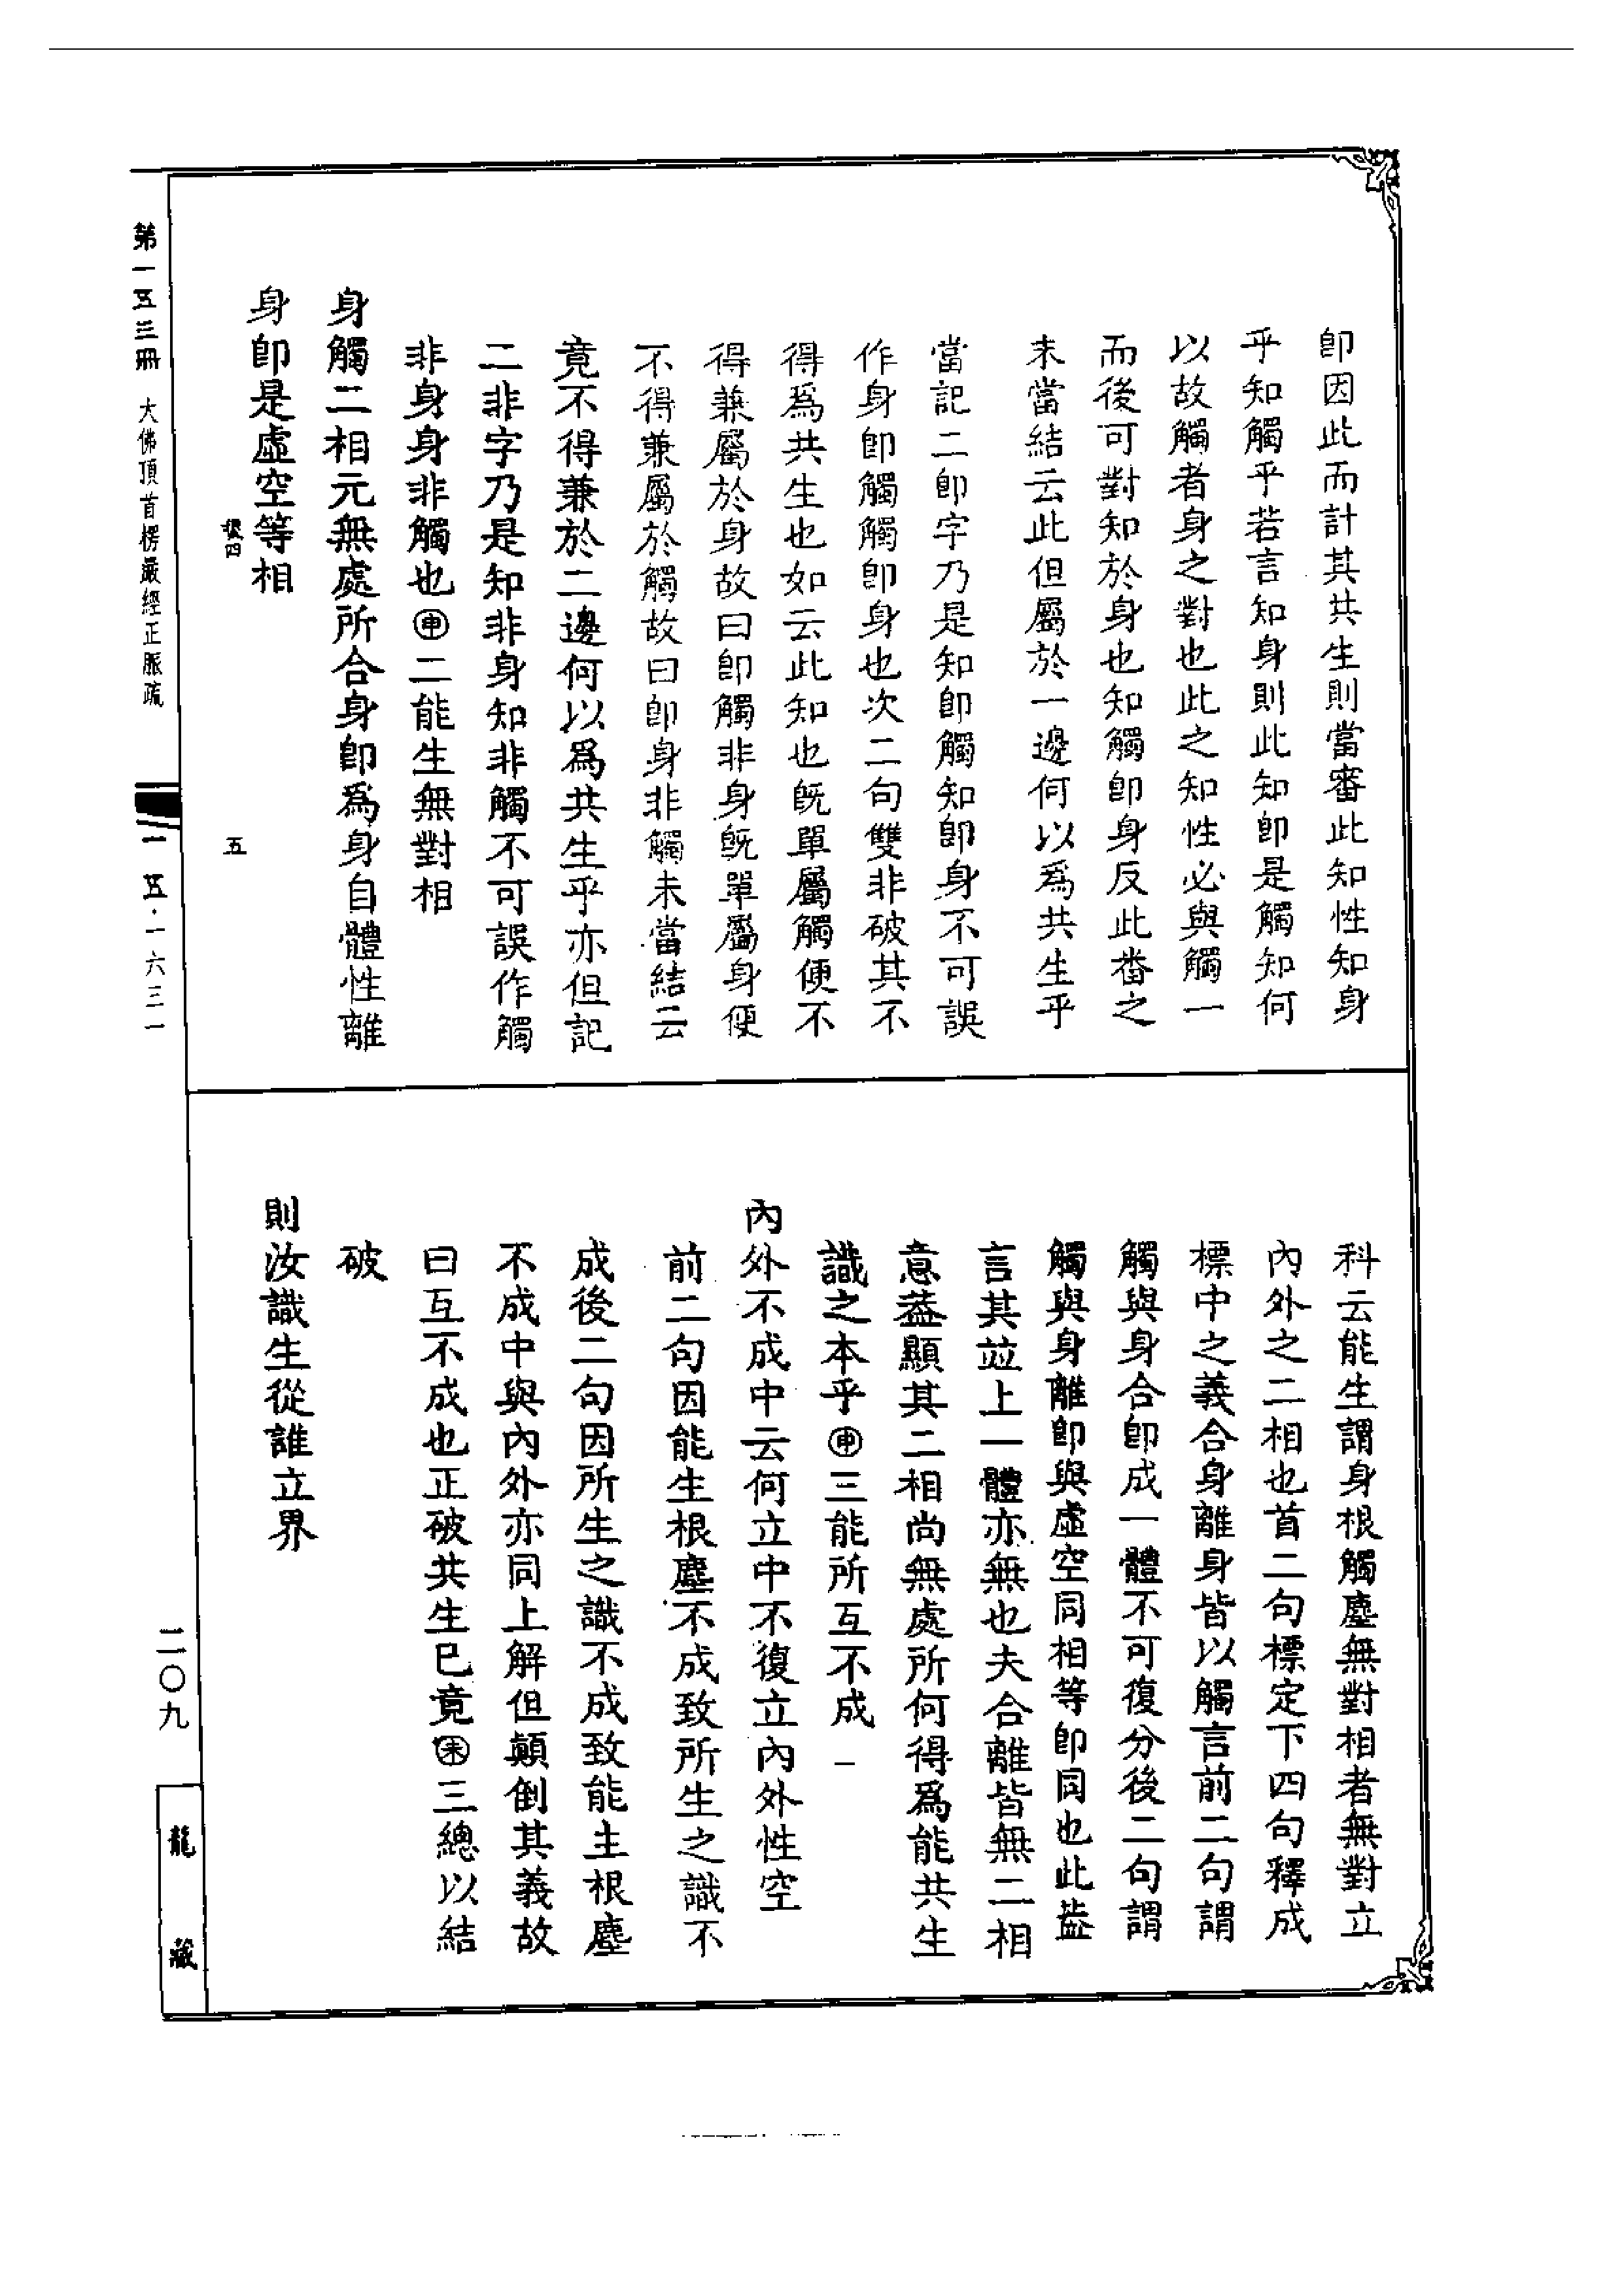 卽因此而計其共生則當審此知性知身
乎知觸乎若言知身則此知卽是觸知何
以故觸者身之對也此之知性必與觸一
而後可對知於身也知觸卽身反此畨之
末當結云此但屬於一邊何以爲共生乎
當記二卽字乃是知卽觸知卽身不可誤
作身卽觸觸卽身也次二句雙非破其不
得爲共生也如云此知也旣單屬觸便不
得兼屬於身故曰卽觸非身旣單屬身便
不得兼屬於觸故曰卽身非觸末當結云
竟不得兼於二邊何以爲共生乎亦但記
二非字乃是知非身知非觸不可誤作觸
非身身非觸也㊥二能生無對相
身觸二相元無處所合身卽爲身自體性離
身卽是虛空等相
四
五
科云能生謂身根觸塵無對相者無對立
內外之二相也首二句標定下四句釋成
標中之義合身離身皆以觸言前二句謂
觸與身合卽成一體不可復分後二句謂
觸與身離卽與虛空同相等卽同也此葢
言其竝上一體亦無也夫合離皆無二相
意葢顯其二相尚無處所何得爲能共生
識之本乎申三能所互不成
內外不成中云何立中不復立內外性空
前二句因能生根塵不成致所生之識不
成後二句因所生之識不成致能主根塵
不成中與內外亦同上解但顛倒其義故
曰互不成也正破共生已竟未三總以結
破
則汝識生從誰立界
第一五三冊 大佛頂首楞嚴經正脈疏
一五·一六三一
二〇九
龍藏